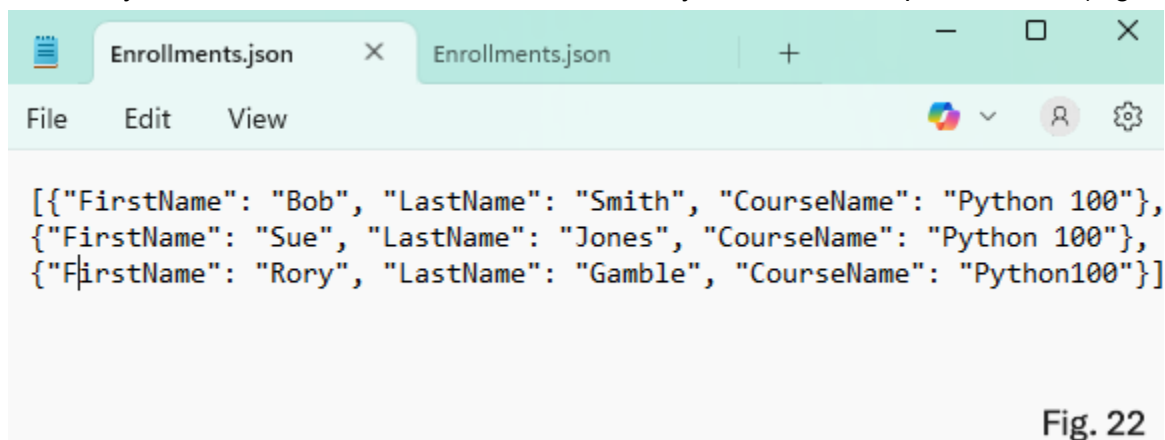 Enrollments.json Enrollments.json
File Edit View
[{"FirstName": "Bob", "LastName": "Smith", "CourseName": "Python 100"},
{"FirstName": "Sue", "LastName": "Jones", "CourseName": "Python 100"},
{"FirstName": "Rory", "LastName": "Gamble", "CourseName": "Python100"}]
Fig. 22